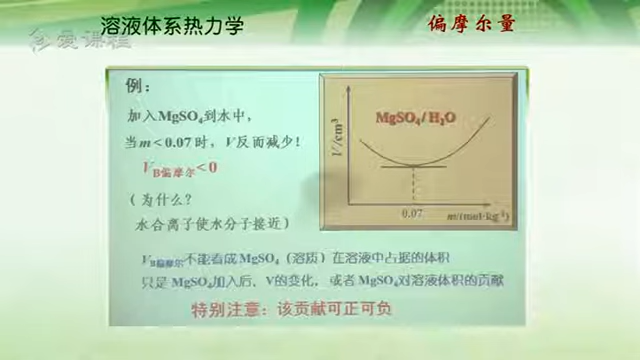 溶液体系热力学
偏摩尔量
爱课程
例：
加入MgSO₄到水中，
当m＜0.07时，V反而减少！
V B偏摩尔＜0
（为什么？
水合离子使水分子接近）
MgSO₄/H₂O
V/cm³
0.07
m/(mol·kg⁻¹)
V B偏摩尔不能看成MgSO₄（溶质）在溶液中占据的体积
只是MgSO₄加入后、V的变化，或者MgSO₄对溶液体积的贡献
特别注意：该贡献可正可负